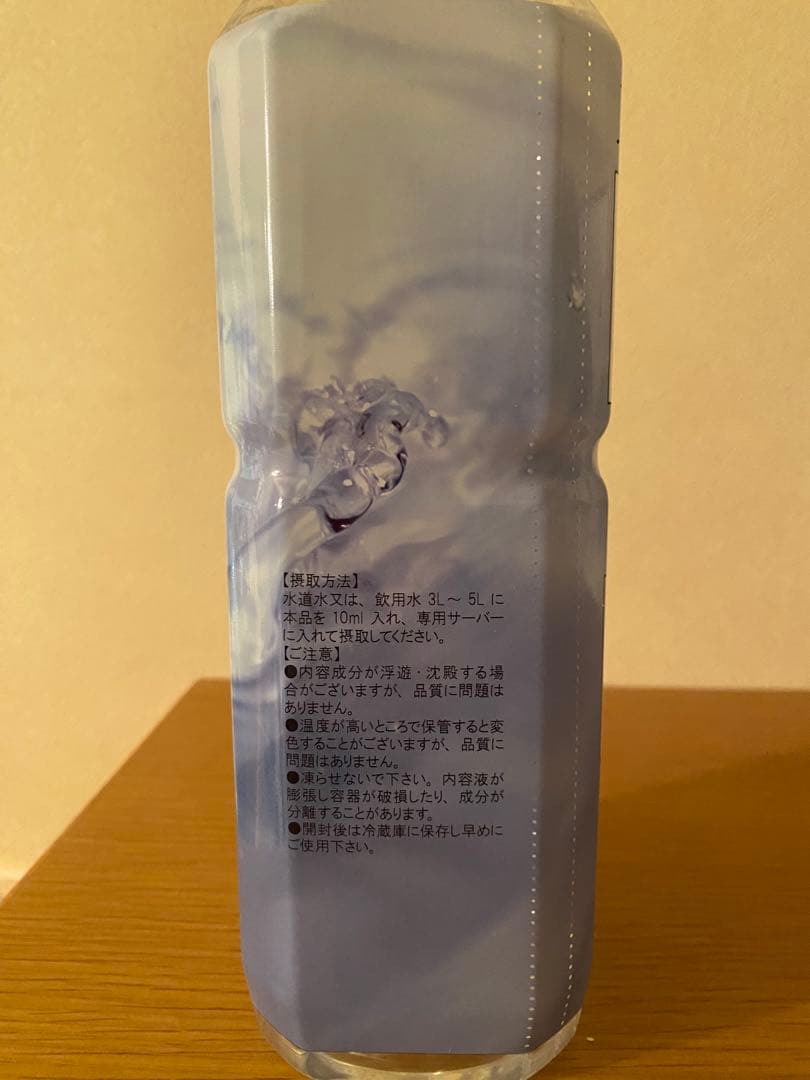 【摂取方法】
水道水又は、飲用水 3L～ 5L に
本品を 10ml 入れ、専用サーバー
に入れて摂取してください。
【ご注意】
●内容成分が浮遊・沈殿する場
合がございますが、品質に問題は
ありません。
●温度が高いところで保管すると変
色することがございますが、品質に
問題はありません。
●凍らせないで下さい。内容液が
膨張し容器が破損したり、成分が
分離することがあります。
●開封後は冷蔵庫に保存し早めに
ご使用下さい。